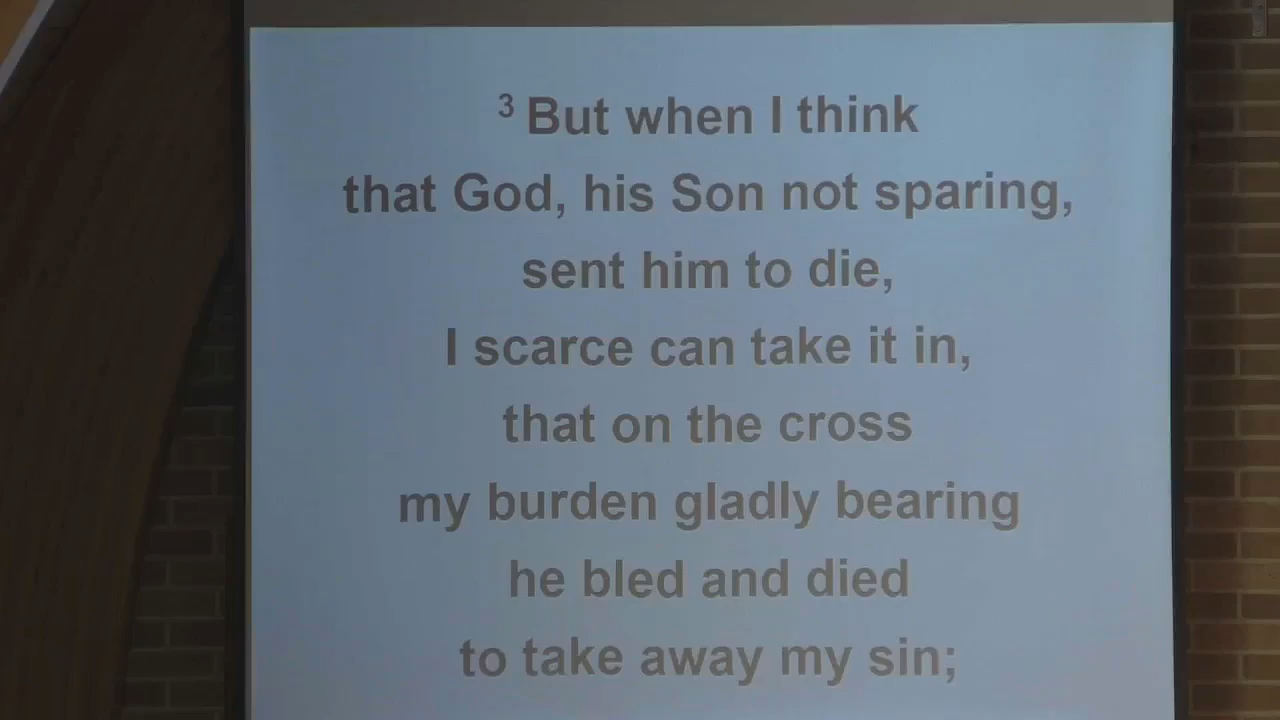 3 But when I think
that God, his Son not sparing,
sent him to die,
I scarce can take it in,
that on the cross
my burden gladly bearing
he bled and died
to take away my sin;